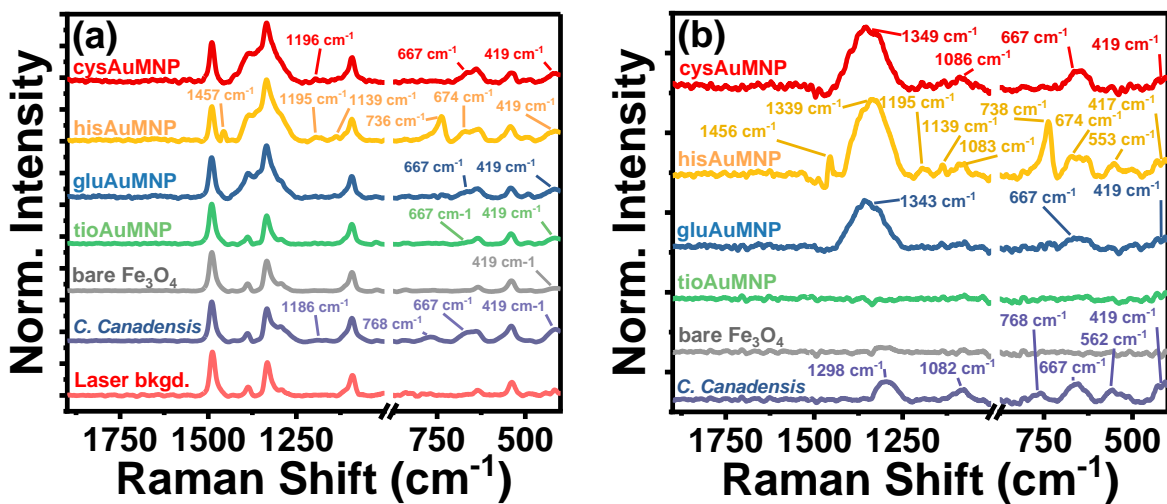 (a)
Norm. Intensity
cysAuMNP
1196 cm-1
667 cm-1
419 cm-1
hisAuMNP
1457 cm-1
1195 cm-1
1139 cm-1
674 cm-1
736 cm-1
419 cm-1
gluAuMNP
667 cm-1
419 cm-1
tioAuMNP
667 cm-1
419 cm-1
bare Fe3O4
419 cm-1
C. Canadensis
1186 cm-1
768 cm-1
667 cm-1
419 cm-1
Laser bkgd.
1750
1500
1250
750
500
Raman Shift (cm-1)
(b)
Norm. Intensity
cysAuMNP
1349 cm-1
1086 cm-1
667 cm-1
419 cm-1
hisAuMNP
1456 cm-1
1339 cm-1
1195 cm-1
1139 cm-1
1083 cm-1
738 cm-1
674 cm-1
417 cm-1
553 cm-1
gluAuMNP
1343 cm-1
667 cm-1
419 cm-1
tioAuMNP
bare Fe3O4
C. Canadensis
1298 cm-1
1082 cm-1
768 cm-1
667 cm-1
562 cm-1
419 cm-1
1750
1500
1250
750
500
Raman Shift (cm-1)